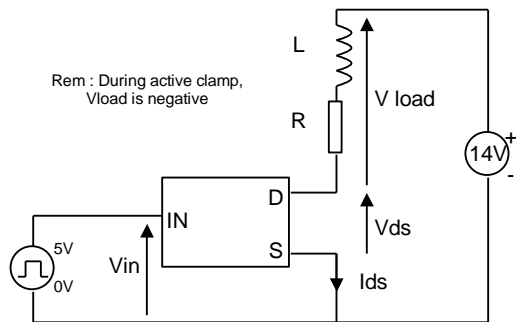 L
Rem : During active clamp,
Vload is negative
V load
R
14V
+
-
D
IN
Vds
S
5V
0V
Vin
Ids